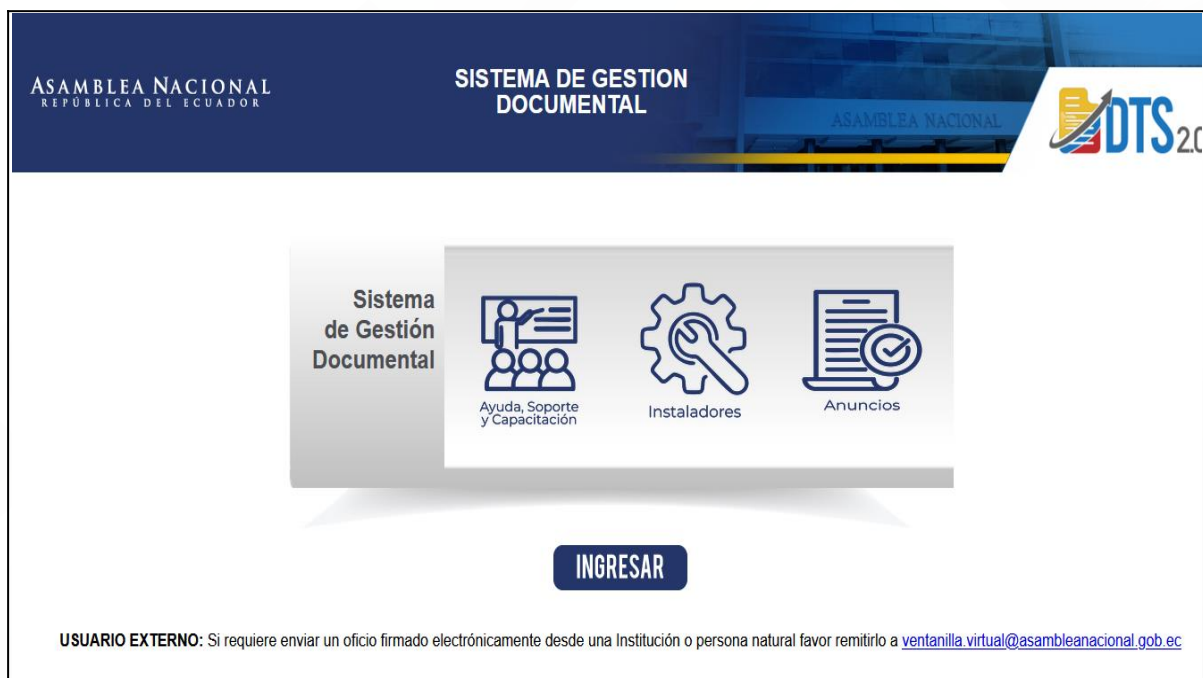 ASAMBLEA NACIONAL
REPÚBLICA DEL ECUADOR
SISTEMA DE GESTION
DOCUMENTAL
ASAMBLEA NACIONAL
DTS 2.0
Sistema
de Gestión
Documental
Ayuda, Soporte
y Capacitación
Instaladores
Anuncios
INGRESAR
USUARIO EXTERNO: Si requiere enviar un oficio firmado electrónicamente desde una Institución o persona natural favor remitirlo a ventanilla.virtual@asambleanacional.gob.ec